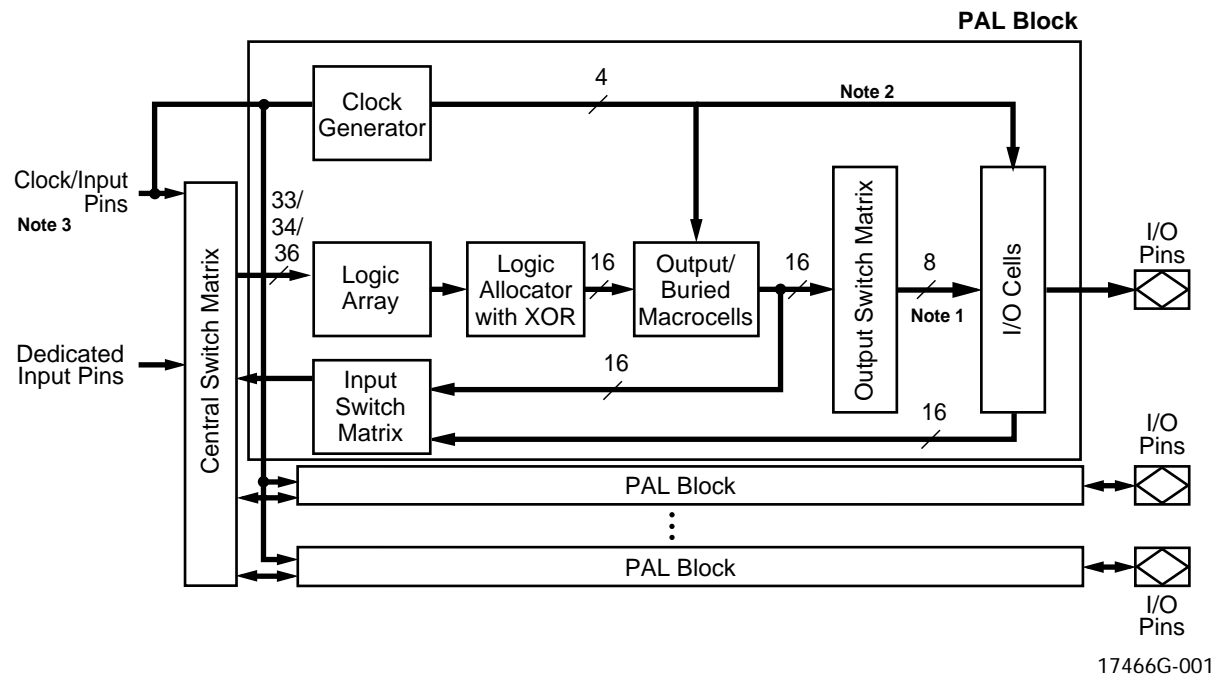 PAL Block
Clock
Generator
4
Note 2
Clock/Input
Pins
Note 3
Central Switch Matrix
33/
34/
36
Logic
Array
Logic
Allocator
with XOR
16
Output/
Buried
Macrocells
16
Output Switch Matrix
8
Note 1
I/O Cells
I/O
Pins
Dedicated
Input Pins
Input
Switch
Matrix
16
16
I/O
Pins
PAL Block
PAL Block
I/O
Pins
17466G-001